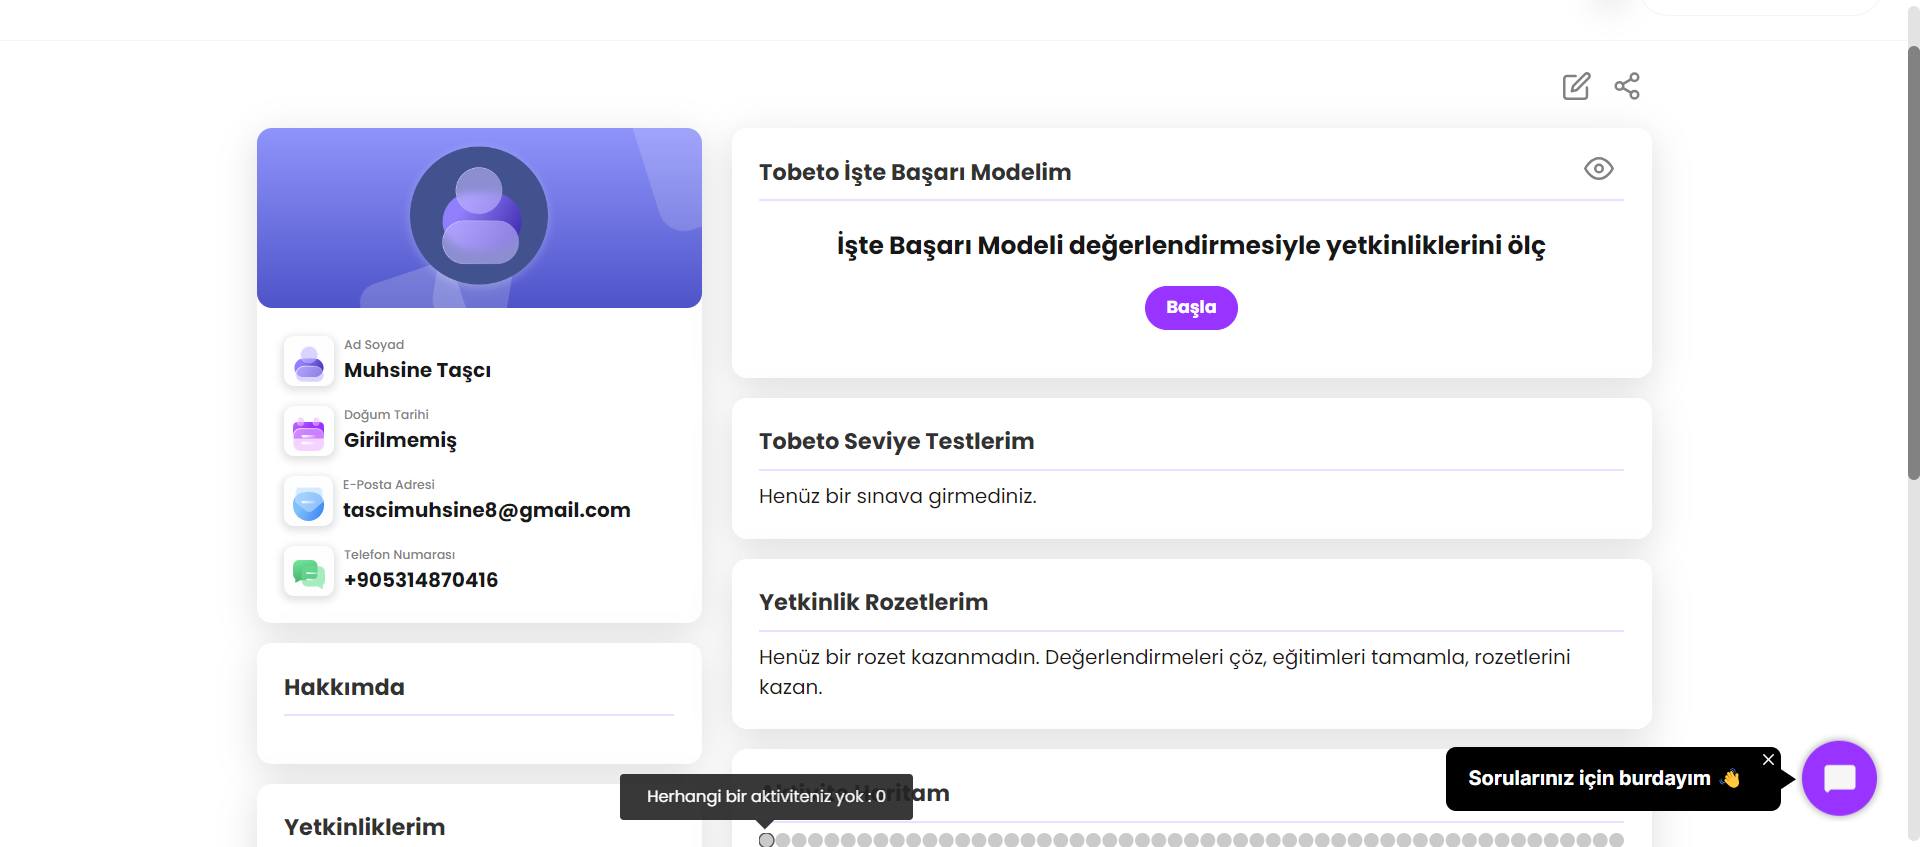 Tobeto İşte Başarı Modelim
İşte Başarı Modeli değerlendirmesiyle yetkinliklerini ölç
Başla
Ad Soyad
Muhsine Taşcı
Doğum Tarihi
Girilmemiş
E-Posta Adresi
tascimuhsine8@gmail.com
Telefon Numarası
+905314870416
Hakkımda
Yetkinliklerim
Tobeto Seviye Testlerim
Henüz bir sınava girmediniz.
Yetkinlik Rozetlerim
Henüz bir rozet kazanmadın. Değerlendirmeleri çöz, eğitimleri tamamla, rozetlerini
kazan.
Aktivite Haritam
Herhangi bir aktiviteniz yok : 0
Sorularınız için burdayım 👋